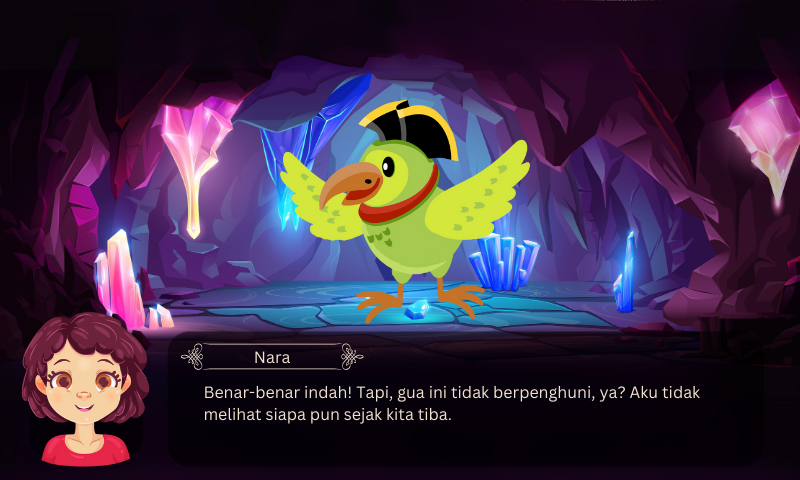 Nara
Benar-benar indah! Tapi, gua ini tidak berpenghuni, ya? Aku tidak
melihat siapa pun sejak kita tiba.